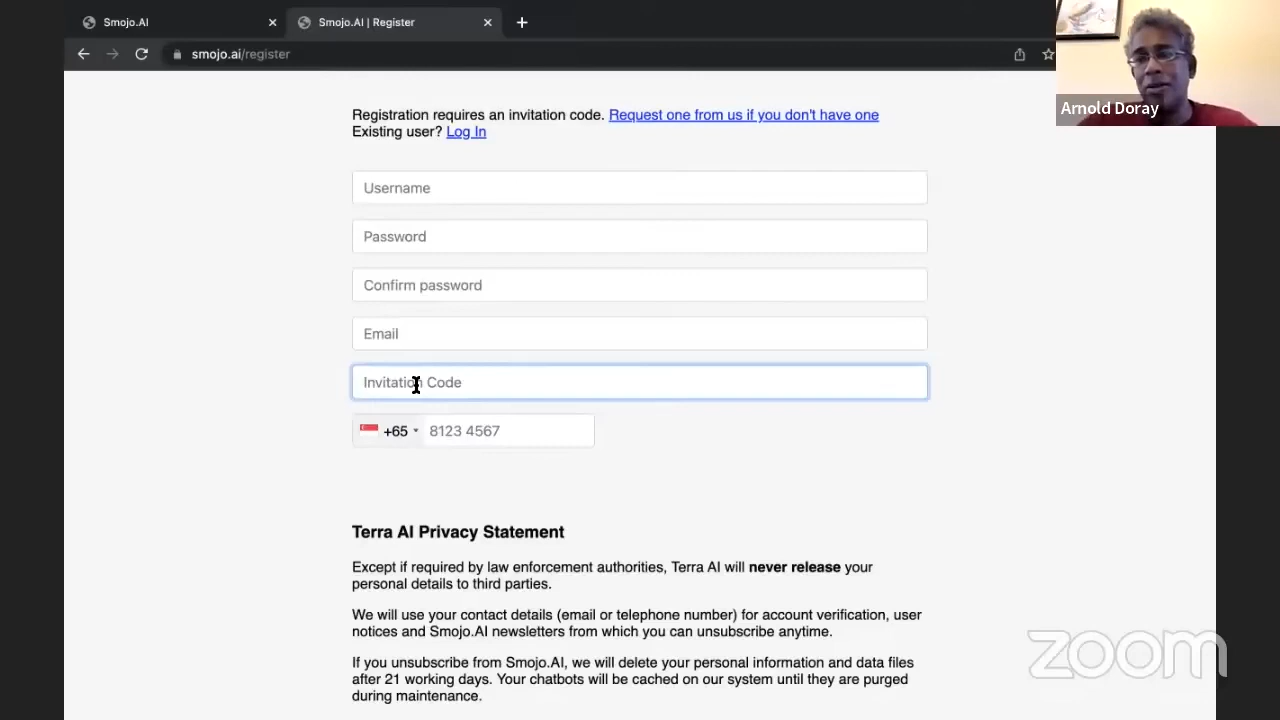 Smojo.AI
Smojo.AI | Register
smojo.ai/register
Arnold Doray
Registration requires an invitation code. Request one from us if you don't have one
Existing user? Log In
Username
Password
Confirm password
Email
Invitation Code
+65 8123 4567
Terra AI Privacy Statement
Except if required by law enforcement authorities, Terra AI will never release your
personal details to third parties.
We will use your contact details (email or telephone number) for account verification, user
notices and Smojo.AI newsletters from which you can unsubscribe anytime.
If you unsubscribe from Smojo.AI, we will delete your personal information and data files
after 21 working days. Your chatbots will be cached on our system until they are purged
during maintenance.
zoom